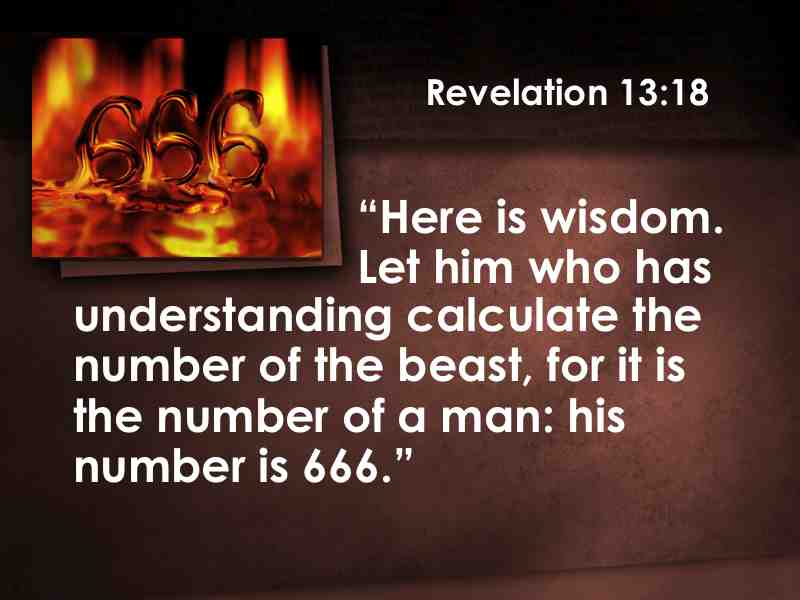 666
Revelation 13:18
“Here is wisdom.
Let him who has
understanding calculate the
number of the beast, for it is
the number of a man: his
number is 666.”